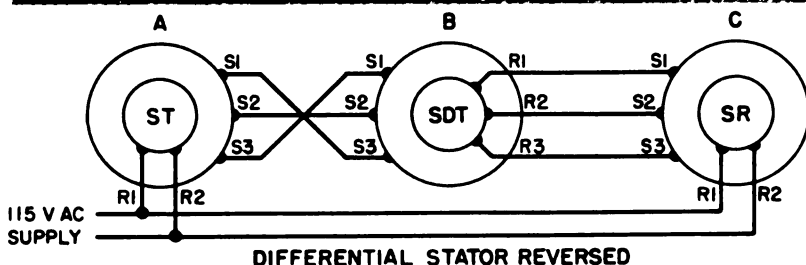 A B C
S1 S1 R1 S1
ST S2 S2 SDT R2 S2 SR
S3 S3 R3 S3
R1 R2 R1 R2
115 V AC
SUPPLY
DIFFERENTIAL STATOR REVERSED